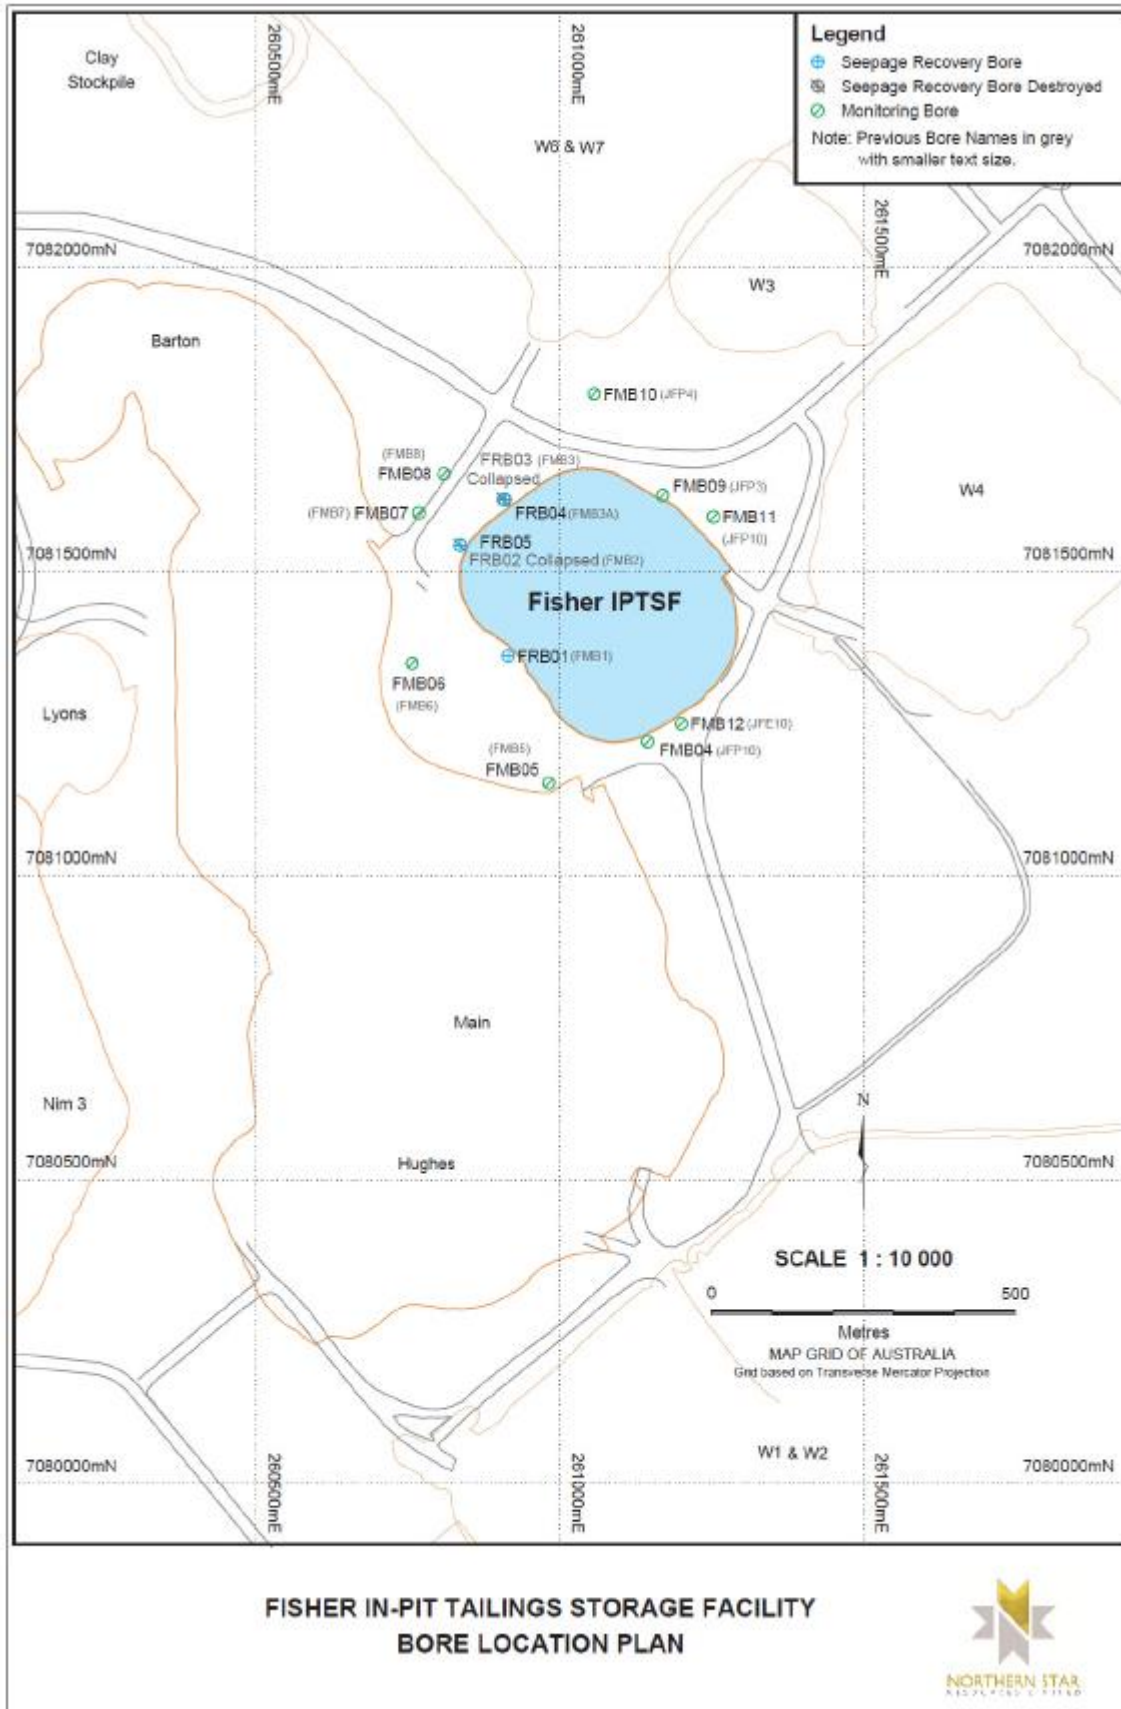 Legend
Seepage Recovery Bore
Seepage Recovery Bore Destroyed
Monitoring Bore
Note: Previous Bore Names in grey
with smaller text size.
Clay
Stockpile
260500mE
261000mE
W6 & W7
261500mE
7082000mN
7082000mN
W3
Barton
FMB10 (JFP4)
(FMB8)
FMB08
FRB03 (FMB3)
Collapsed
FMB09 (JFP3)
W4
(FMB7) FMB07
FRB04 (FMB3A)
FMB11
(JFP10)
FRB05
FRB02 Collapsed (FMB2)
7081500mN
7081500mN
Fisher IPTSF
FRB01 (FMB1)
FMB06
(FMB6)
Lyons
FMB12 (JFE10)
FMB04 (JFP10)
(FMB5)
FMB05
7081000mN
7081000mN
Main
Nim 3
N
Hughes
7080500mN
7080500mN
SCALE 1 : 10 000
0 500
Metres
MAP GRID OF AUSTRALIA
Grid based on Transverse Mercator Projection
W1 & W2
7080000mN
7080000mN
260500mE
261000mE
261500mE
FISHER IN-PIT TAILINGS STORAGE FACILITY
BORE LOCATION PLAN
NORTHERN STAR
RESOURCES LIMITED